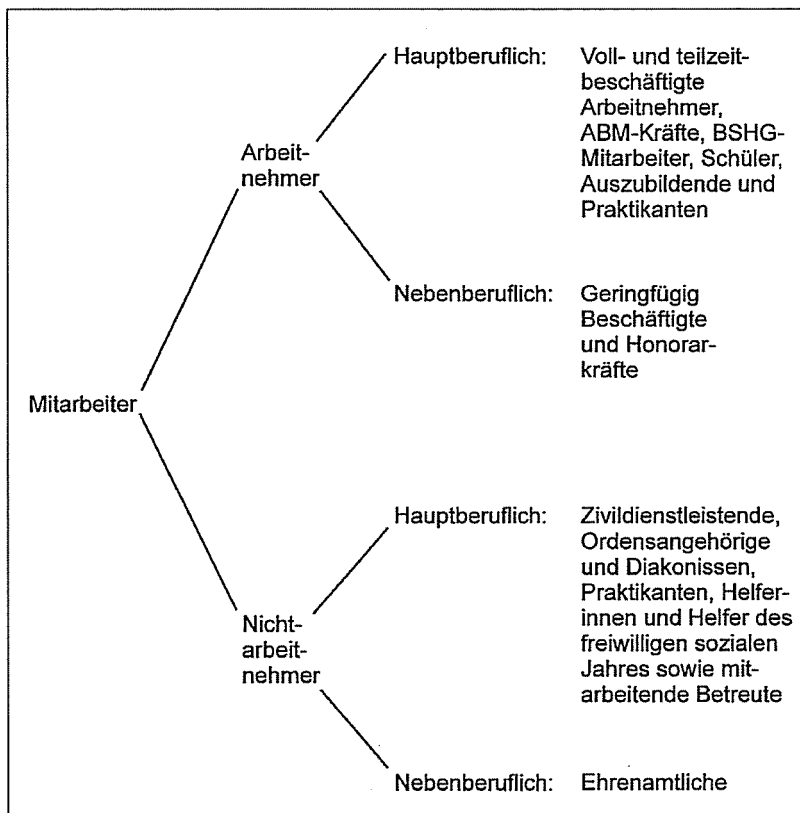 Hauptberuflich: Voll- und teilzeit-
beschäftigte
Arbeitnehmer,
ABM-Kräfte, BSHG-
Mitarbeiter, Schüler,
Auszubildende und
Praktikanten
Arbeit-
nehmer
Nebenberuflich: Geringfügig
Beschäftigte
und Honorar-
kräfte
Mitarbeiter
Hauptberuflich: Zivildienstleistende,
Ordensangehörige
und Diakonissen,
Praktikanten, Helfer-
innen und Helfer des
freiwilligen sozialen
Jahres sowie mit-
arbeitende Betreute
Nicht-
arbeit-
nehmer
Nebenberuflich: Ehrenamtliche